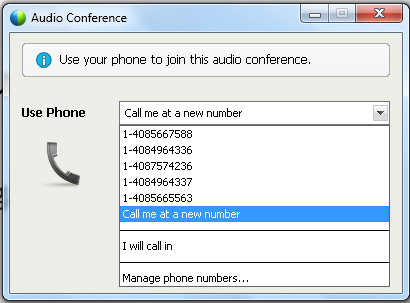 Audio Conference
Use your phone to join this audio conference.
Use Phone
Call me at a new number
1-4085667588
1-4084964336
1-4087574236
1-4084964337
1-4085665563
Call me at a new number
I will call in
Manage phone numbers...